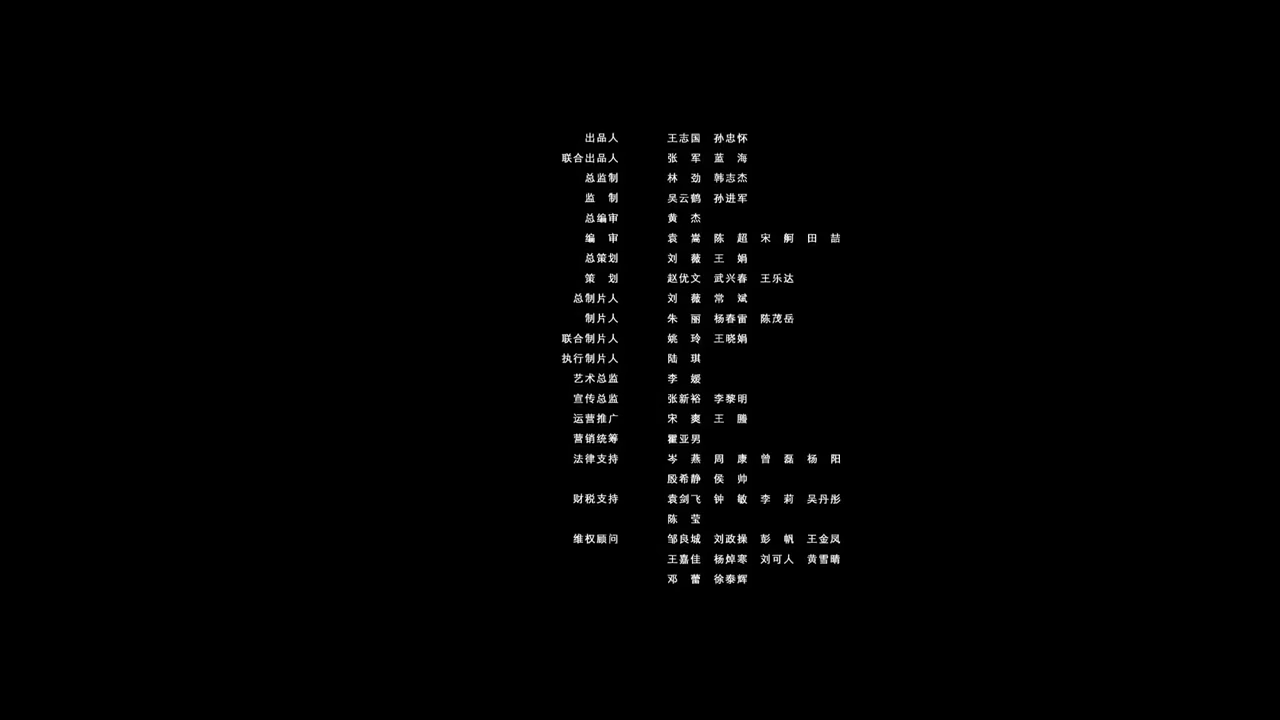 出品人 王志国 孙忠怀
联合出品人 张 军 蓝 海
总监制 林 劲 韩志杰
监 制 吴云鹤 孙进军
总编审 黄 杰
编 审 袁 嵩 陈 超 宋 舸 田 喆
总策划 刘 薇 王 娟
策 划 赵优文 武兴春 王乐达
总制片人 刘 薇 常 斌
制片人 朱 丽 杨春雷 陈茂岳
联合制片人 姚 玲 王晓娟
执行制片人 陆 琪
艺术总监 李 媛
宣传总监 张新裕 李黎明
运营推广 宋 爽 王 腾
营销统筹 霍亚男
法律支持 岑 燕 周 康 曾 磊 杨 阳
殷希静 侯 帅
财税支持 袁剑飞 钟 敏 李 莉 吴丹彤
陈 莹
维权顾问 邹良城 刘政操 彭 帆 王金凤
王嘉佳 杨焯寒 刘可人 黄雪晴
邓 蕾 徐泰辉